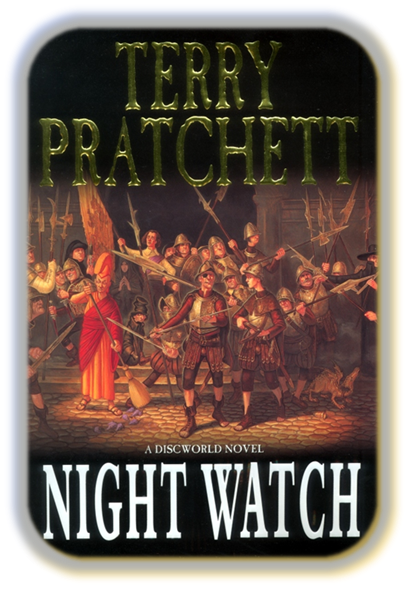 TERRY
PRATCHETT
A DISCWORLD NOVEL
NIGHT WATCH